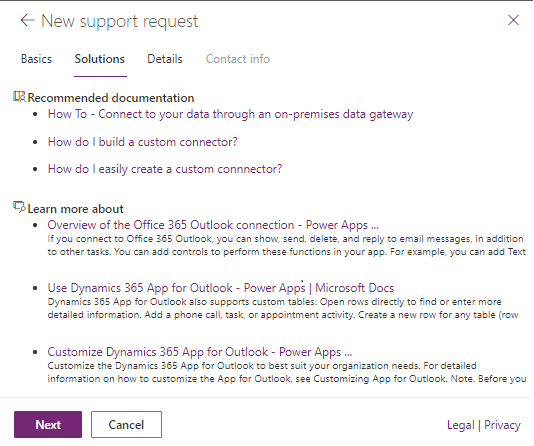 New support request
Basics Solutions Details Contact info
Recommended documentation
How To - Connect to your data through an on-premises data gateway
How do I build a custom connector?
How do I easily create a custom connnector?
Learn more about
Overview of the Office 365 Outlook connection - Power Apps ...
If you connect to Office 365 Outlook, you can show, send, delete, and reply to email messages, in addition
to other tasks. You can add controls to perform these functions in your app. For example, you can add Text
Use Dynamics 365 App for Outlook - Power Apps | Microsoft Docs
Dynamics 365 App for Outlook also supports custom tables. Open rows directly to find or enter more
detailed information. Add a phone call, task, or appointment activity. Create a new row for any table (row
Customize Dynamics 365 App for Outlook - Power Apps ...
Customize the Dynamics 365 App for Outlook to best suit your organization needs. For detailed
information on how to customize the App for Outlook, see Customizing App for Outlook. Note. Before you
Next Cancel Legal | Privacy